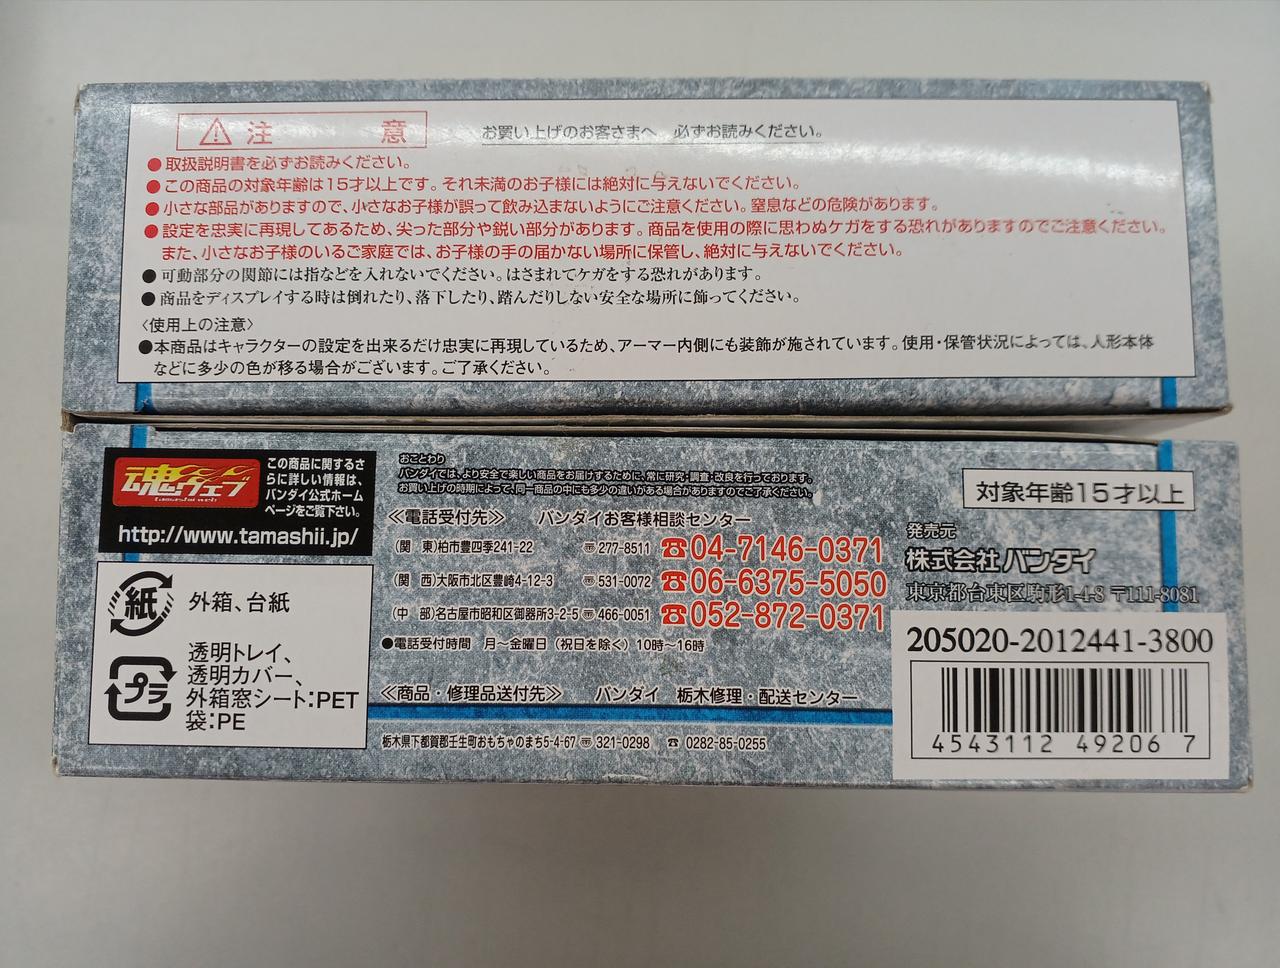 注 意
お買い上げのお客さまへ 必ずお読みください。
●取扱説明書を必ずお読みください。
●この商品の対象年齢は15才以上です。それ未満のお子様には絶対に与えないでください。
●小さな部品がありますので、小さなお子様が誤って飲み込まないようにご注意ください。窒息などの危険があります。
●設定を忠実に再現してあるため、尖った部分や鋭い部分があります。商品を使用の際に思わぬケガをする恐れがありますのでご注意ください。
また、小さなお子様のいるご家庭では、お子様の手の届かない場所に保管し、絶対に与えないでください。
●可動部分の関節には指などを入れないでください。はさまれてケガをする恐れがあります。
●商品をディスプレイする時は倒れたり、落下したり、踏んだりしない安全な場所に飾ってください。
〈使用上の注意〉
●本商品はキャラクターの設定を出来るだけ忠実に再現しているため、アーマー内側にも装飾が施されています。使用・保管状況によっては、人形本体
などに多少の色が移る場合がございます。ご了承ください。
魂ウェブ
tamashii web
この商品に関するさ
らに詳しい情報は、
バンダイ公式ホーム
ページをご覧下さい。
http://www.tamashii.jp/
紙
外箱、台紙
プラ
透明トレイ、
透明カバー、
外箱窓シート:PET
袋:PE
おことわり
バンダイでは、より安全で楽しい商品をお届けするために、常に研究・調査・改良を行っております。
お買い上げの時期によって、同一商品の中にも多少の違いがある場合がありますのでご了承ください。
≪電話受付先≫ バンダイお客様相談センター
(関 東)柏市豊四季241-22 〒277-8511 ☎04-7146-0371
(関 西)大阪市北区豊崎4-12-3 〒531-0072 ☎06-6375-5050
(中 部)名古屋市昭和区御器所3-2-5 〒466-0051 ☎052-872-0371
●電話受付時間 月〜金曜日(祝日を除く)10時〜16時
≪商品・修理品送付先≫ バンダイ 栃木修理・配送センター
栃木県下都賀郡壬生町おもちゃのまち5-4-67 〒321-0298 ☎ 0282-85-0255
対象年齢15才以上
発売元
株式会社バンダイ
東京都台東区駒形1-4-8 〒111-8081
205020-2012441-3800
4543112 49206 7